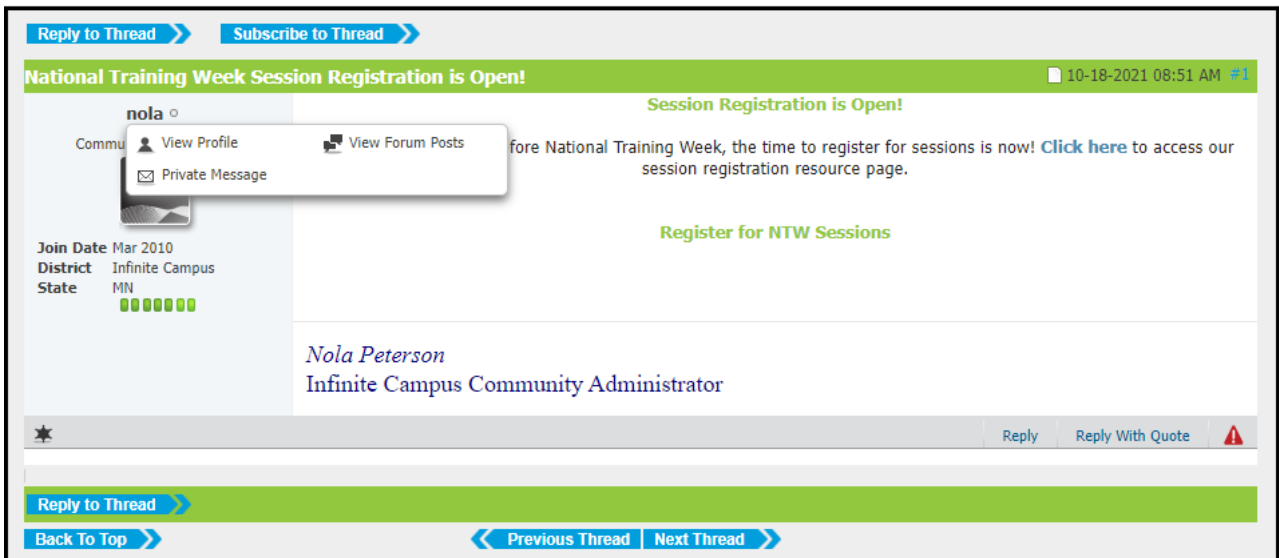 Reply to Thread
Subscribe to Thread
National Training Week Session Registration is Open!
10-18-2021 08:51 AM #1
nola
Commu
View Profile
View Forum Posts
Private Message
Join Date Mar 2010
District Infinite Campus
State MN
Session Registration is Open!
fore National Training Week, the time to register for sessions is now! Click here to access our
session registration resource page.
Register for NTW Sessions
Nola Peterson
Infinite Campus Community Administrator
Reply
Reply With Quote
Reply to Thread
Back To Top
Previous Thread
Next Thread